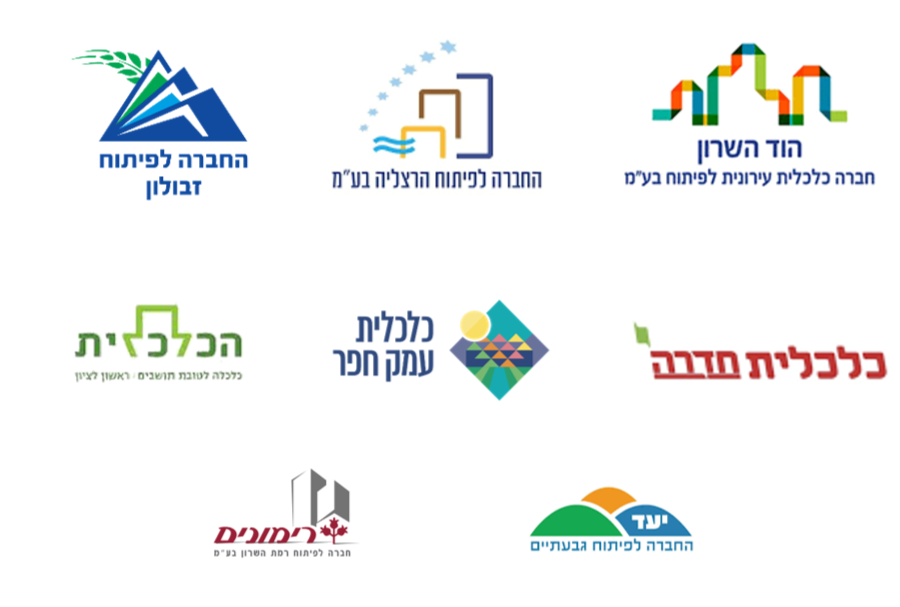 הוד השרון
חברה כלכלית עירונית לפיתוח בע"מ
החברה לפיתוח הרצליה בע"מ
החברה לפיתוח
זבולון
כלכלית חדרה
כלכלית
עמק חפר
הכלכלית
כלכלה לטובת תושבים · ראשון לציון
יעד
החברה לפיתוח גבעתיים
רימונים
חברה לפיתוח רמת השרון בע"מ